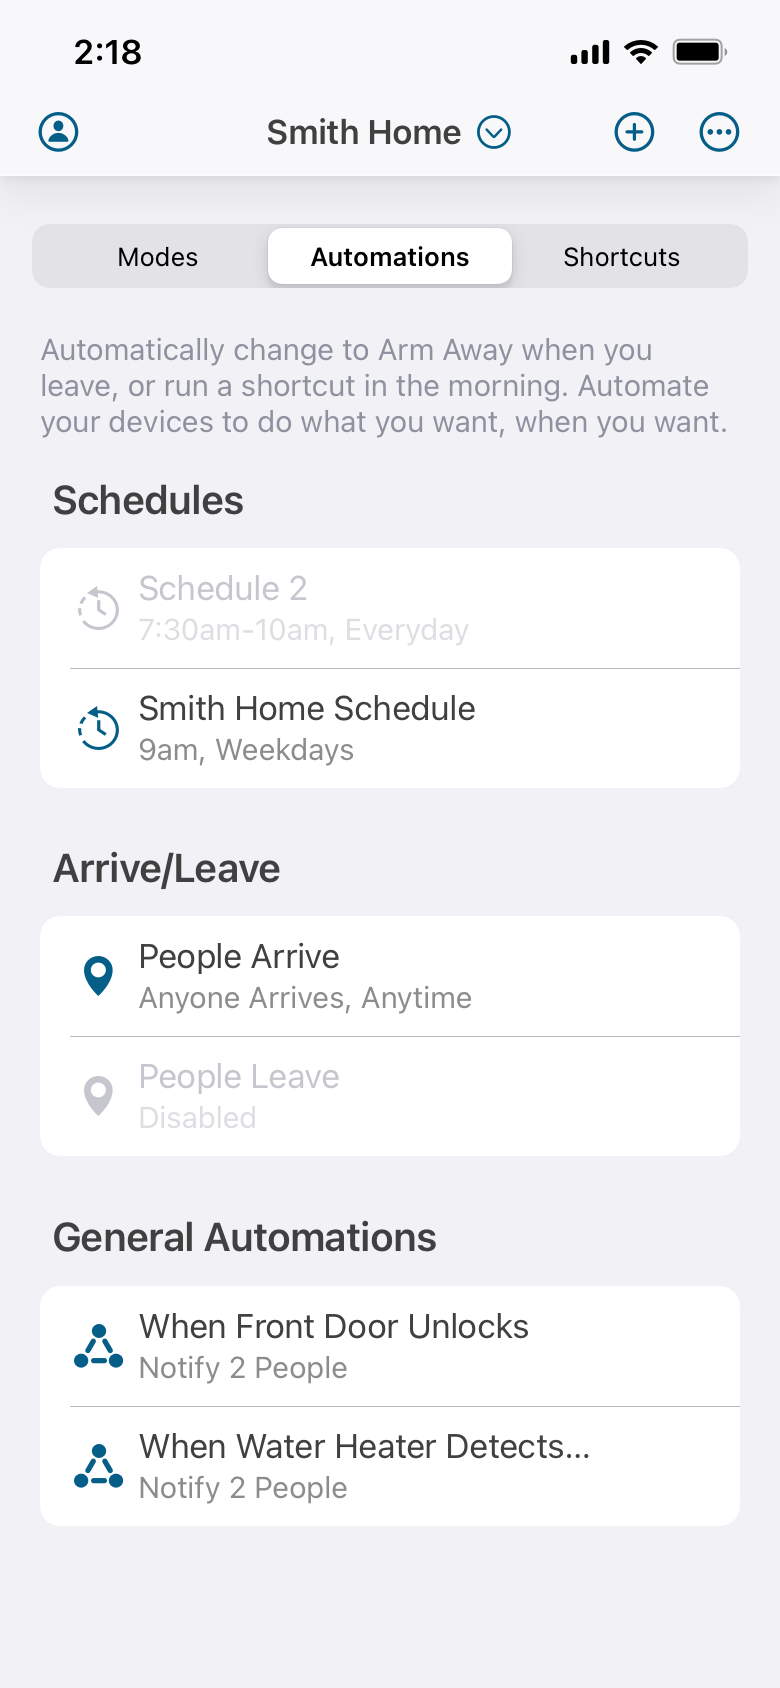 2:18
Smith Home
Modes
Automations
Shortcuts
Automatically change to Arm Away when you
leave, or run a shortcut in the morning. Automate
your devices to do what you want, when you want.
Schedules
Schedule 2
7:30am-10am, Everyday
Smith Home Schedule
9am, Weekdays
Arrive/Leave
People Arrive
Anyone Arrives, Anytime
People Leave
Disabled
General Automations
When Front Door Unlocks
Notify 2 People
When Water Heater Detects...
Notify 2 People